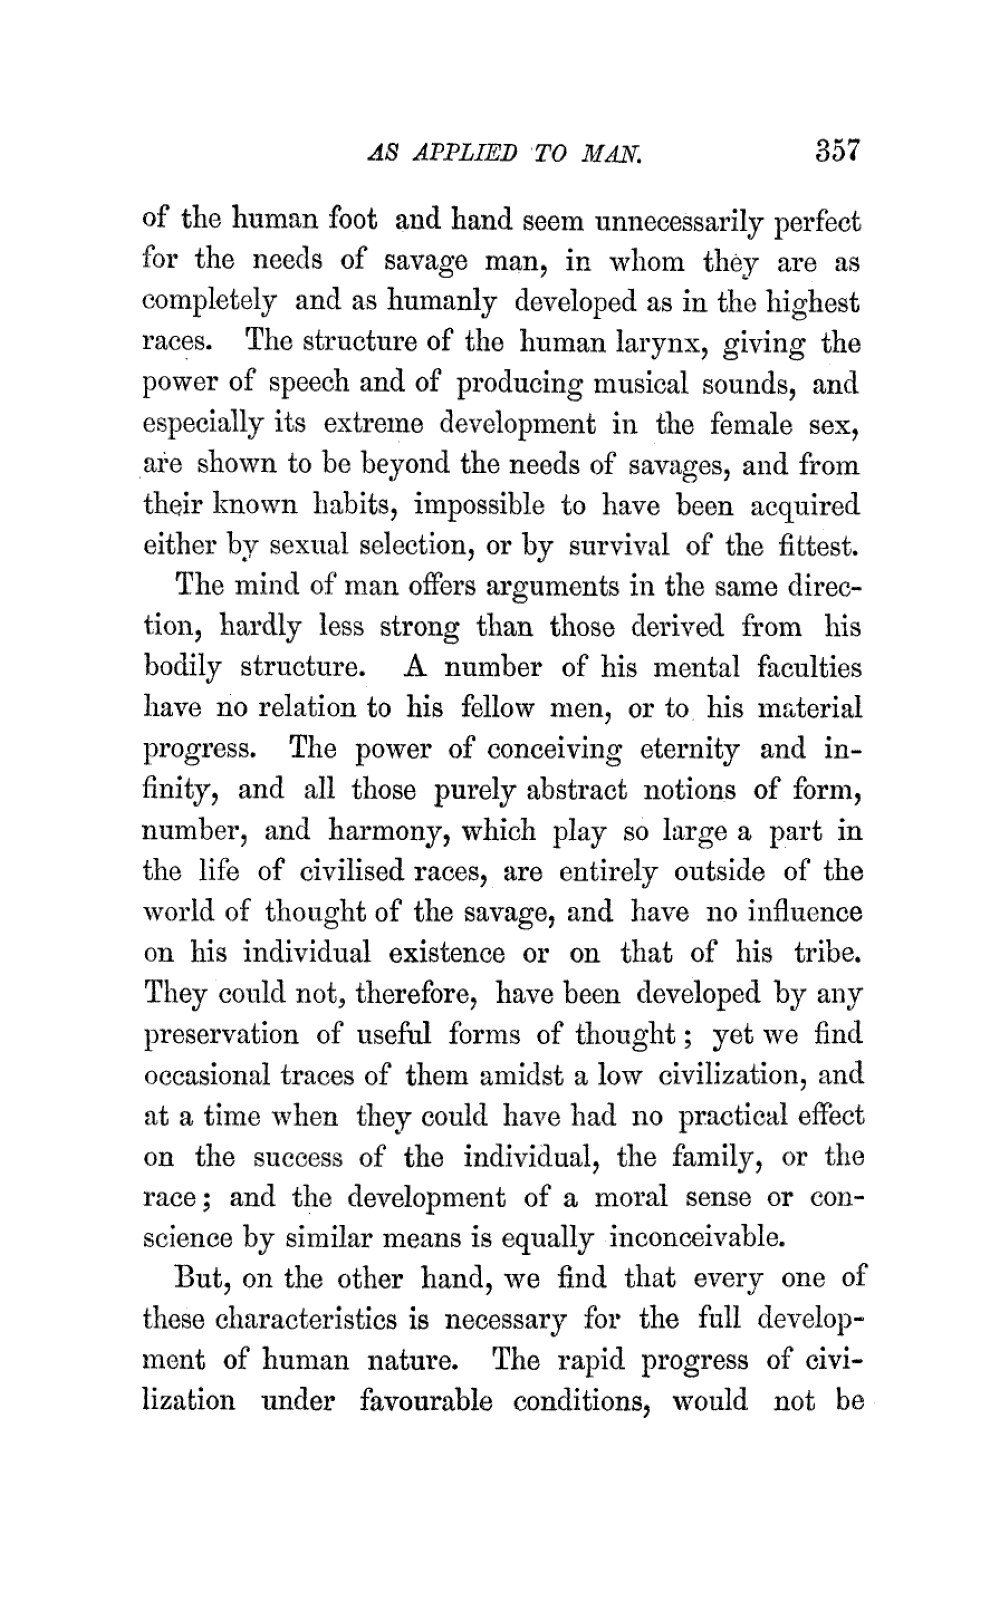 AS APPLIED TO MAN. 357
of the human foot and hand seem unnecessarily perfect
for the needs of savage man, in whom they are as
completely and as humanly developed as in the highest
races. The structure of the human larynx, giving the
power of speech and of producing musical sounds, and
especially its extreme development in the female sex,
are shown to be beyond the needs of savages, and from
their known habits, impossible to have been acquired
either by sexual selection, or by survival of the fittest.
The mind of man offers arguments in the same direc-
tion, hardly less strong than those derived from his
bodily structure. A number of his mental faculties
have no relation to his fellow men, or to his material
progress. The power of conceiving eternity and in-
finity, and all those purely abstract notions of form,
number, and harmony, which play so large a part in
the life of civilised races, are entirely outside of the
world of thought of the savage, and have no influence
on his individual existence or on that of his tribe.
They could not, therefore, have been developed by any
preservation of useful forms of thought; yet we find
occasional traces of them amidst a low civilization, and
at a time when they could have had no practical effect
on the success of the individual, the family, or the
race; and the development of a moral sense or con-
science by similar means is equally inconceivable.
But, on the other hand, we find that every one of
these characteristics is necessary for the full develop-
ment of human nature. The rapid progress of civi-
lization under favourable conditions, would not be